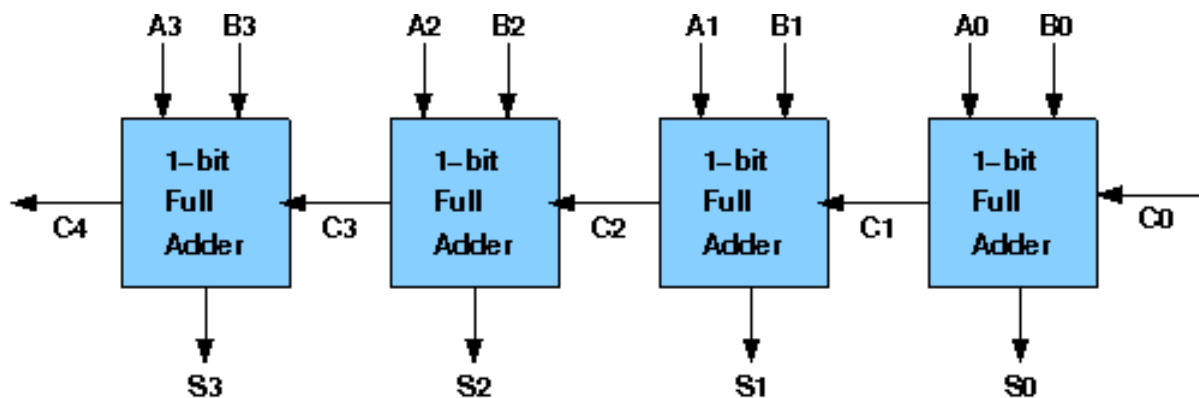 A3 B3 A2 B2 A1 B1 A0 B0
1-bit 1-bit 1-bit 1-bit
Full Full Full Full
C4 C3 C2 C1 C0
Adder Adder Adder Adder
S3 S2 S1 S0